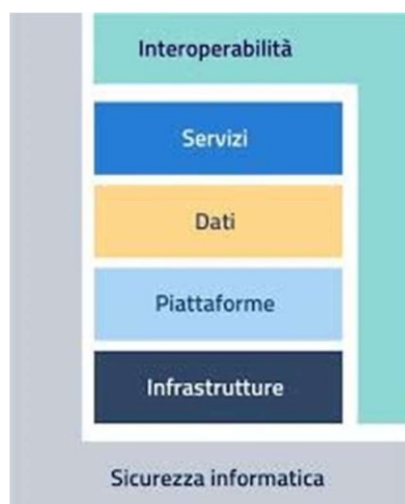 Interoperabilità
Servizi
Dati
Piattaforme
Infrastrutture
Sicurezza informatica